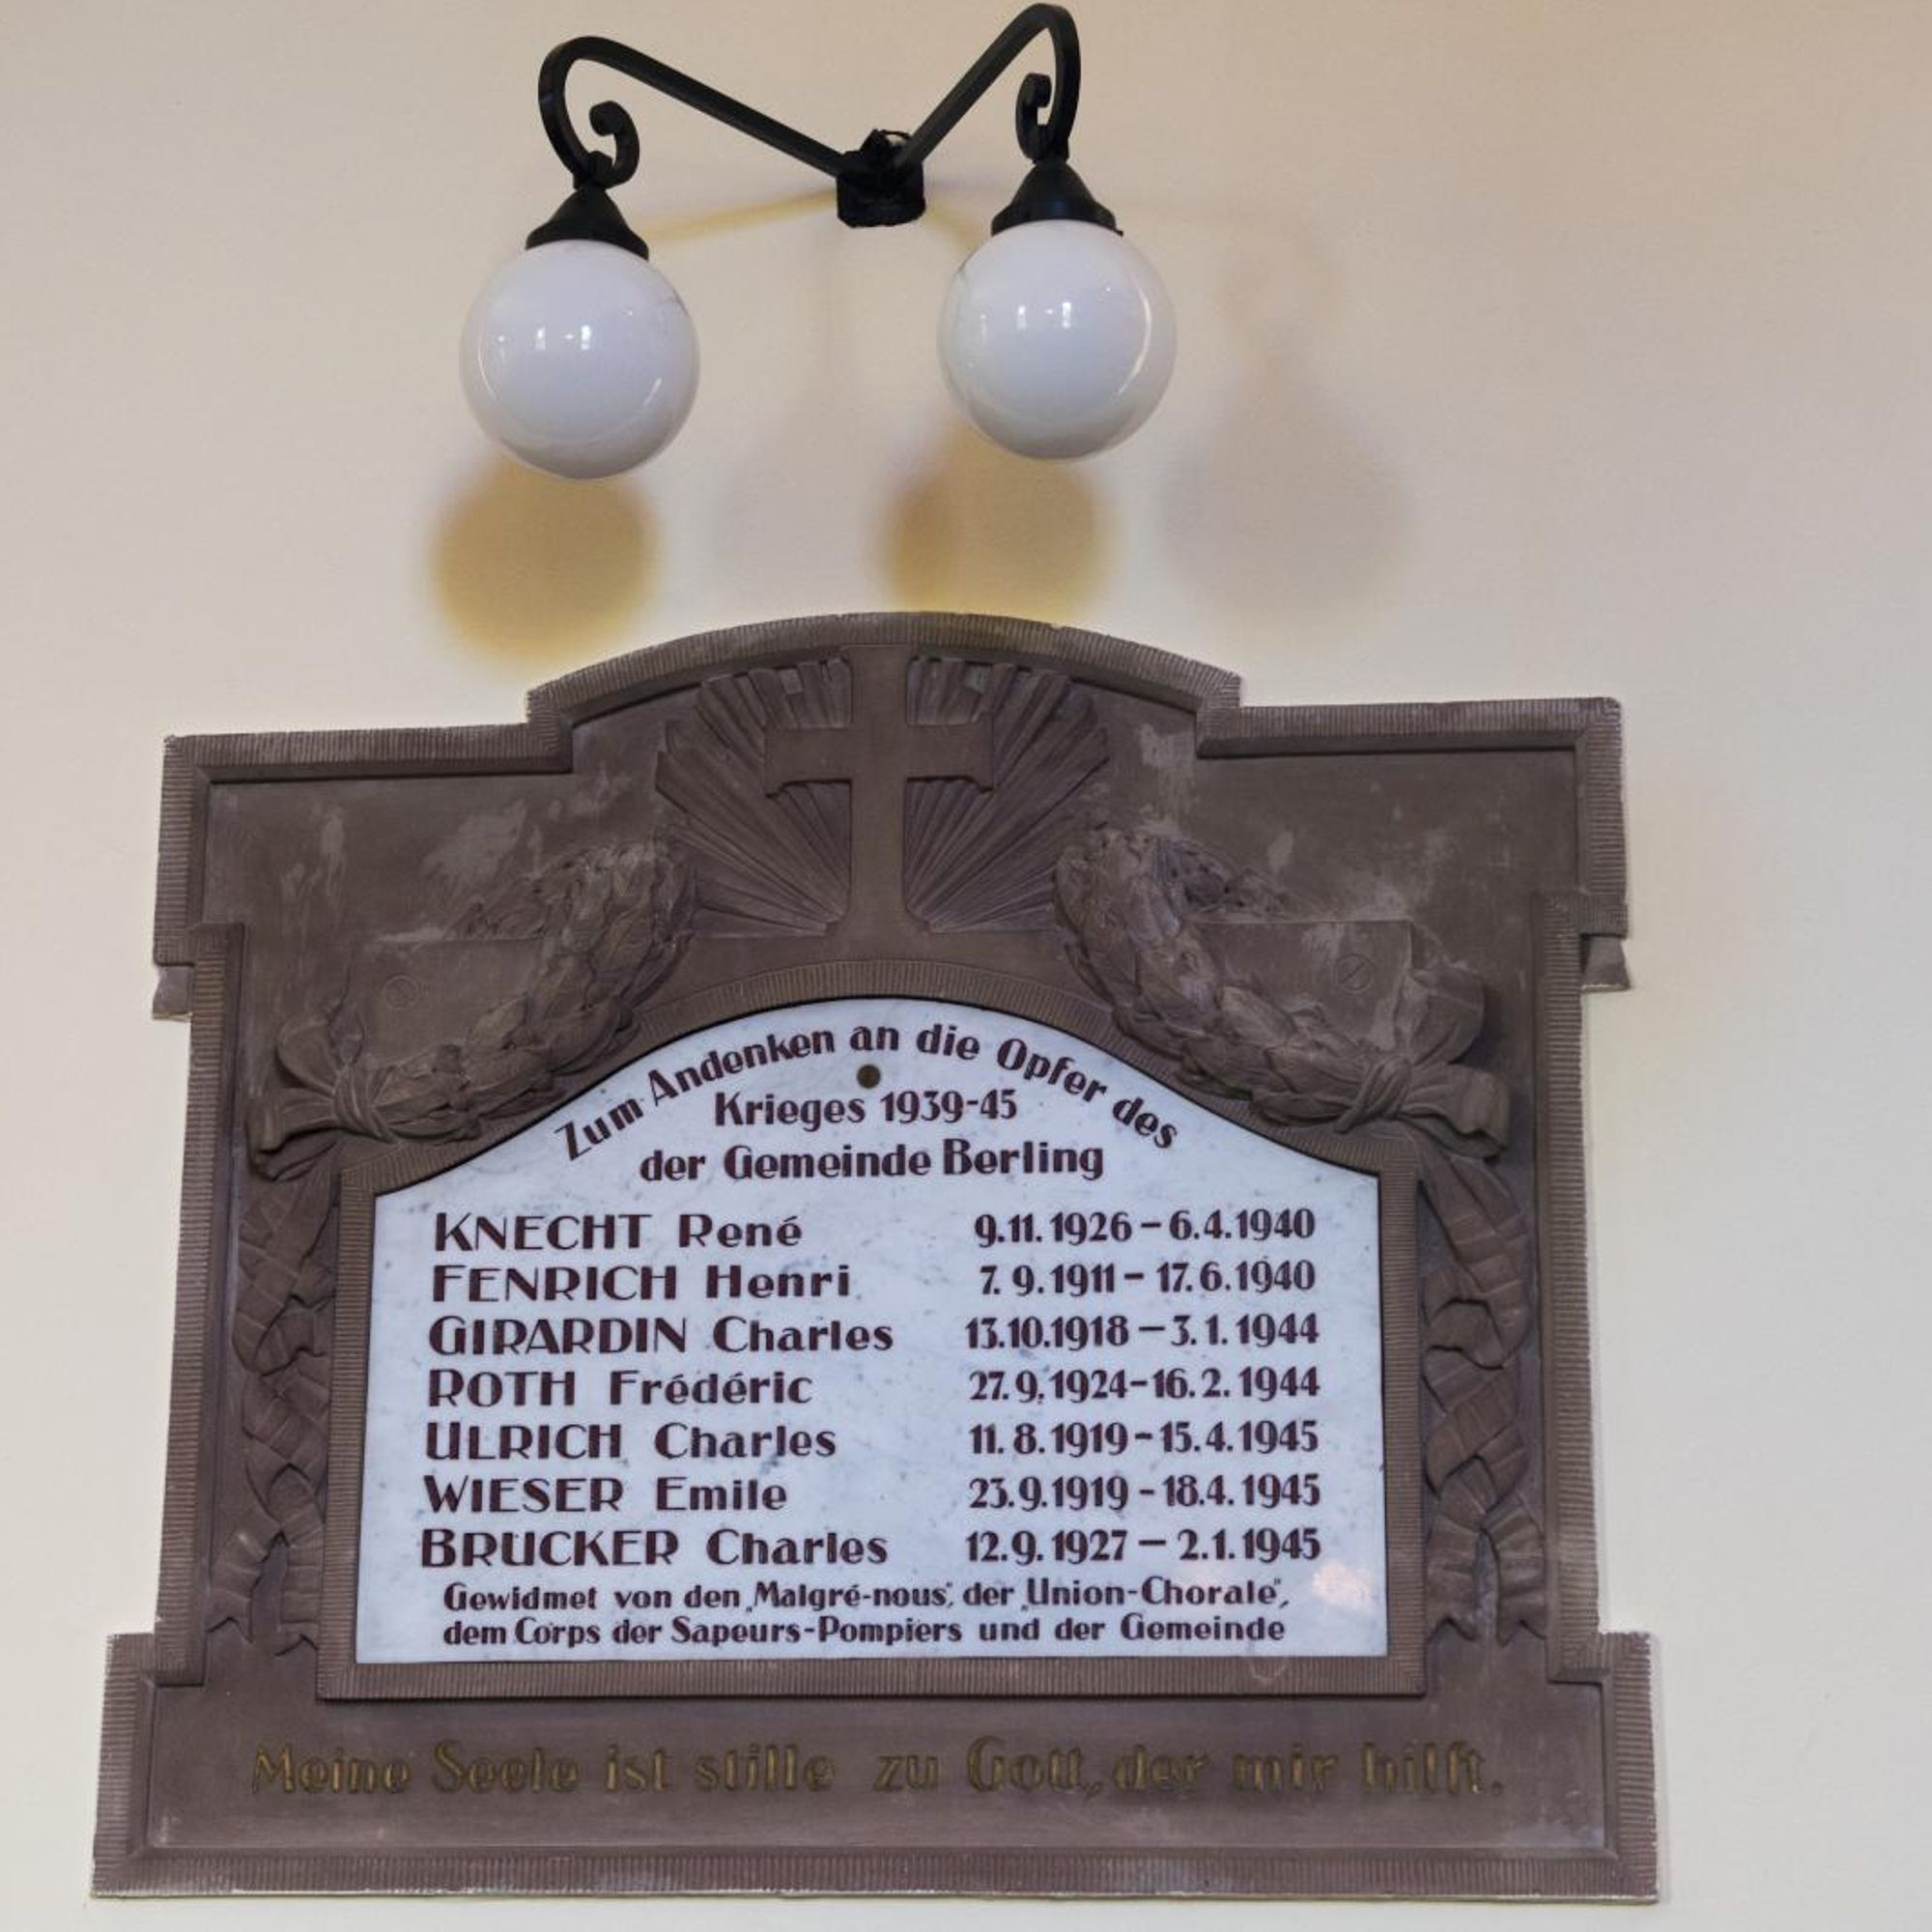 Zum Andenken an die Opfer des
Krieges 1939-45
der Gemeinde Berling
KNECHT René 9.11.1926 – 6.4.1940
FENRICH Henri 7.9.1911 – 17.6.1940
GIRARDIN Charles 13.10.1918 – 3.1.1944
ROTH Frédéric 27.9.1924 – 16.2.1944
ULRICH Charles 11.8.1919 – 15.4.1945
WIESER Emile 23.9.1919 – 18.4.1945
BRUCKER Charles 12.9.1927 – 2.1.1945
Gewidmet von den „Malgré-nous“, der „Union-Chorale“,
dem Corps der Sapeurs-Pompiers und der Gemeinde
Meine Seele ist stille zu Gott, der mir hilft.